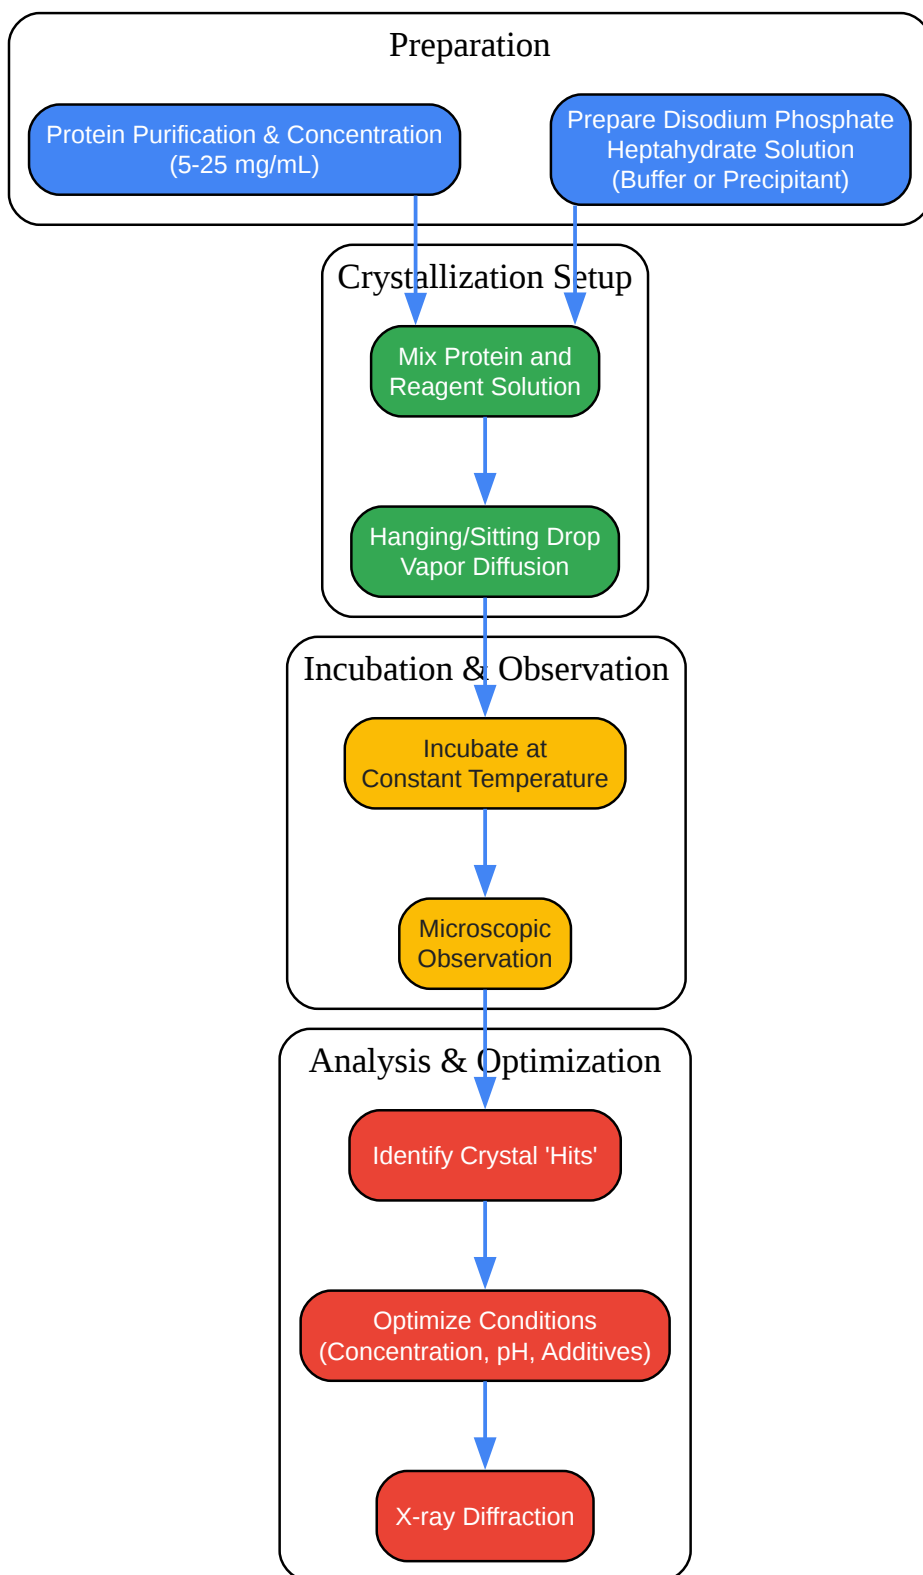 Preparation
Protein Purification & Concentration
(5-25 mg/mL)
Prepare Disodium Phosphate
Heptahydrate Solution
(Buffer or Precipitant)
Crystallization Setup
Mix Protein and
Reagent Solution
Hanging/Sitting Drop
Vapor Diffusion
Incubation & Observation
Incubate at
Constant Temperature
Microscopic
Observation
Analysis & Optimization
Identify Crystal 'Hits'
Optimize Conditions
(Concentration, pH, Additives)
X-ray Diffraction